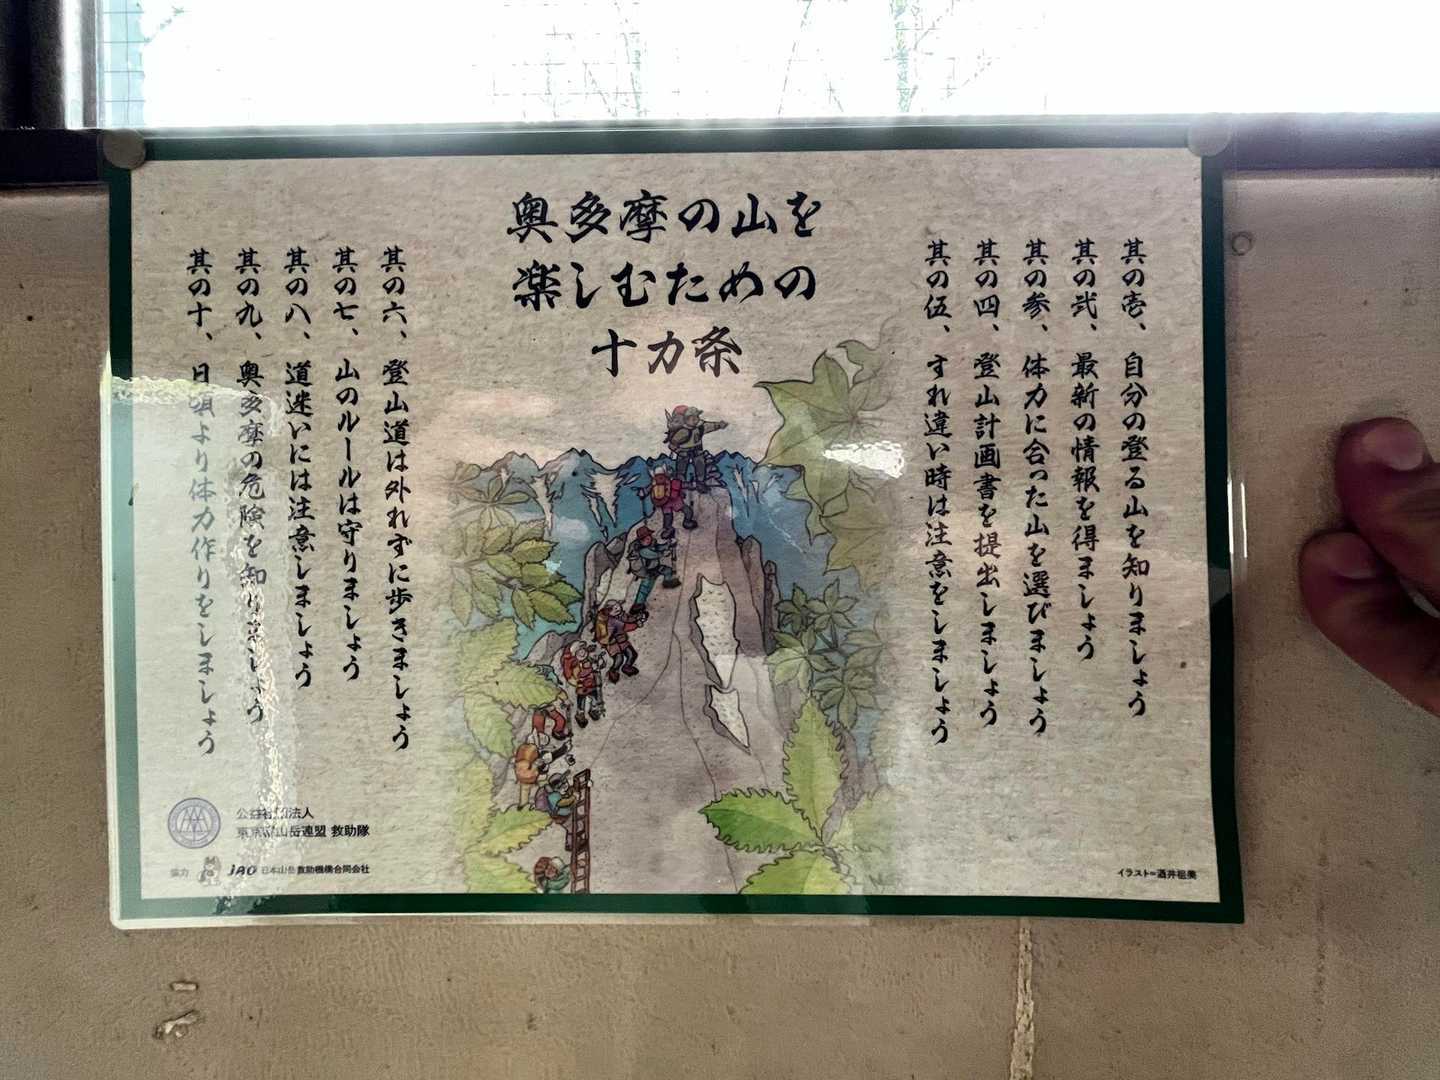 奥多摩の山を
楽しむための
十カ条
其の壱、自分の登る山を知りましょう
其の弐、最新の情報を得ましょう
其の参、体力に合った山を選びましょう
其の四、登山計画書を提出しましょう
其の伍、すれ違い時は注意をしましょう
其の六、登山道は外れずに歩きましょう
其の七、山のルールは守りましょう
其の八、道迷いには注意しましょう
其の九、奥多摩の危険を知りましょう
其の十、日頃より体力作りをしましょう
公益社団法人
東京都山岳連盟 救助隊
協力 jRO 日本山岳救助機構合同会社
イラスト=酒井